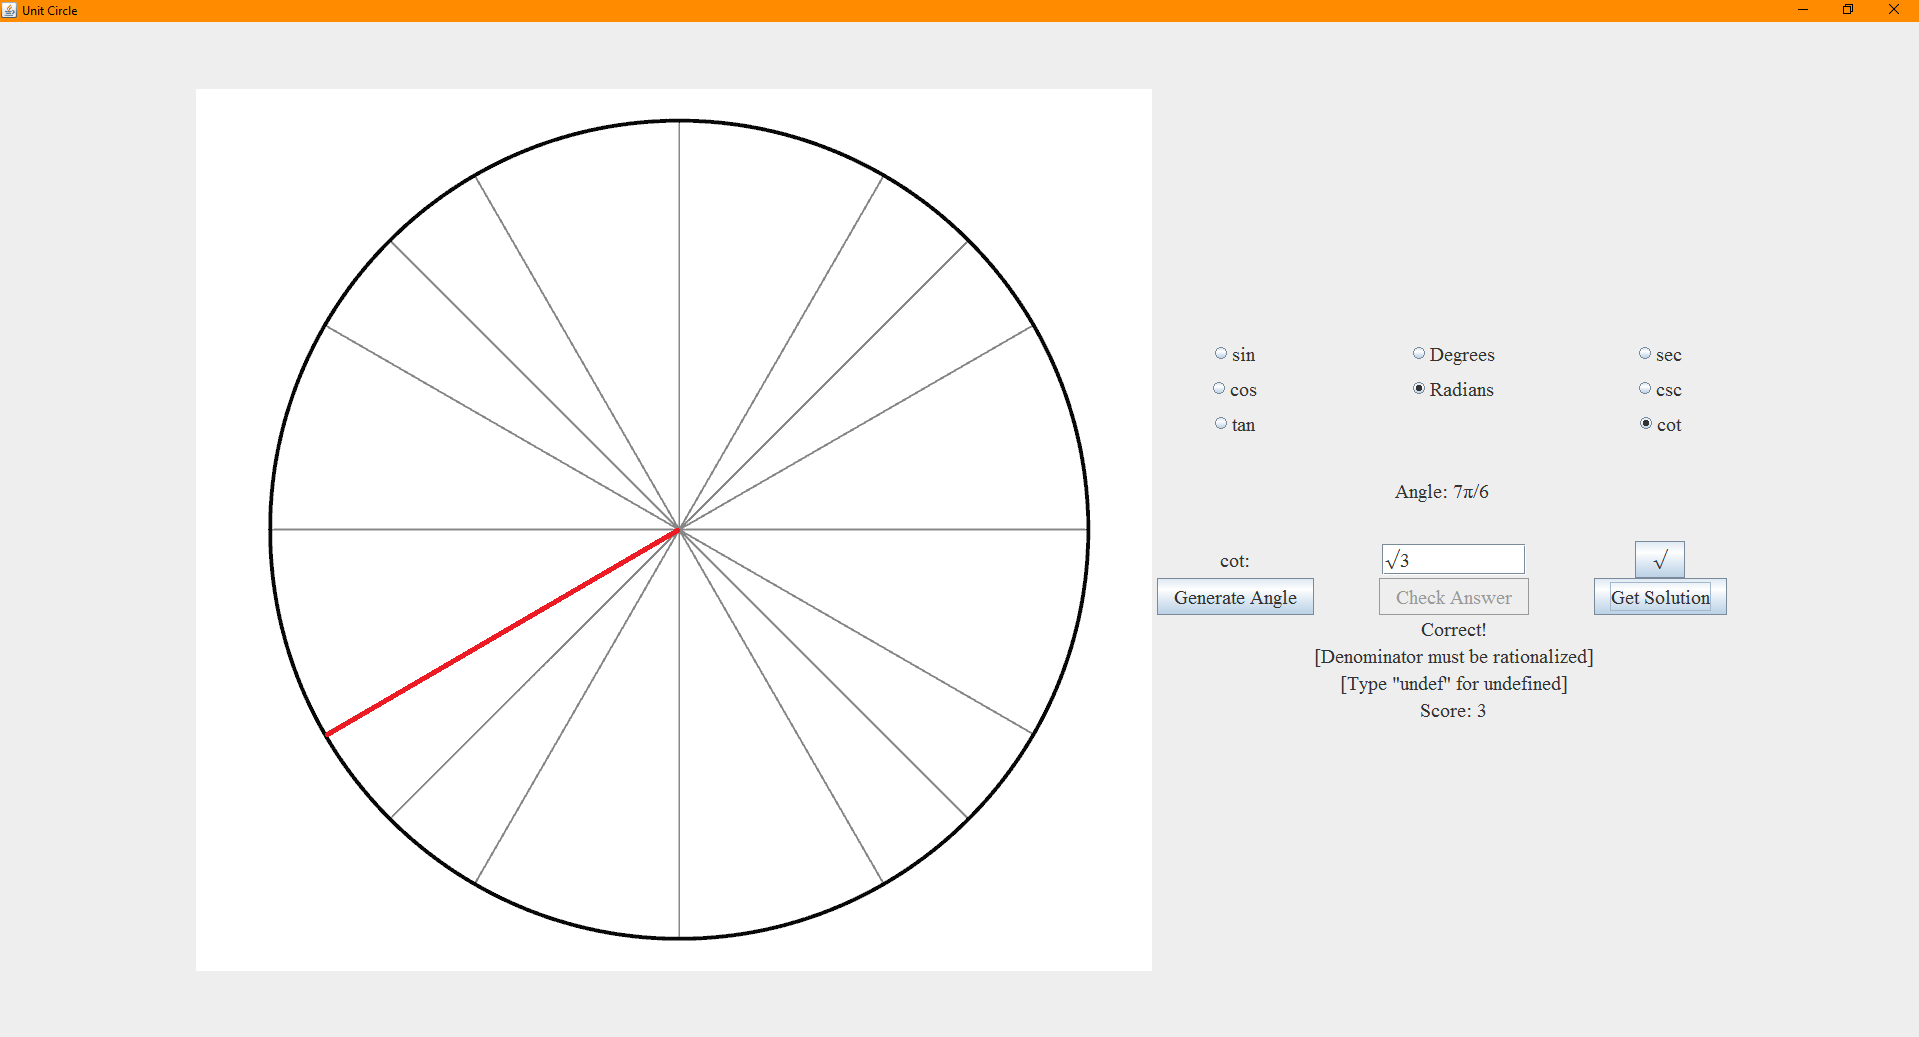 Unit Circle
sin Degrees sec
cos Radians csc
tan cot
Angle: 7π/6
cot: √3 √
Generate Angle Check Answer Get Solution
Correct!
[Denominator must be rationalized]
[Type "undef" for undefined]
Score: 3